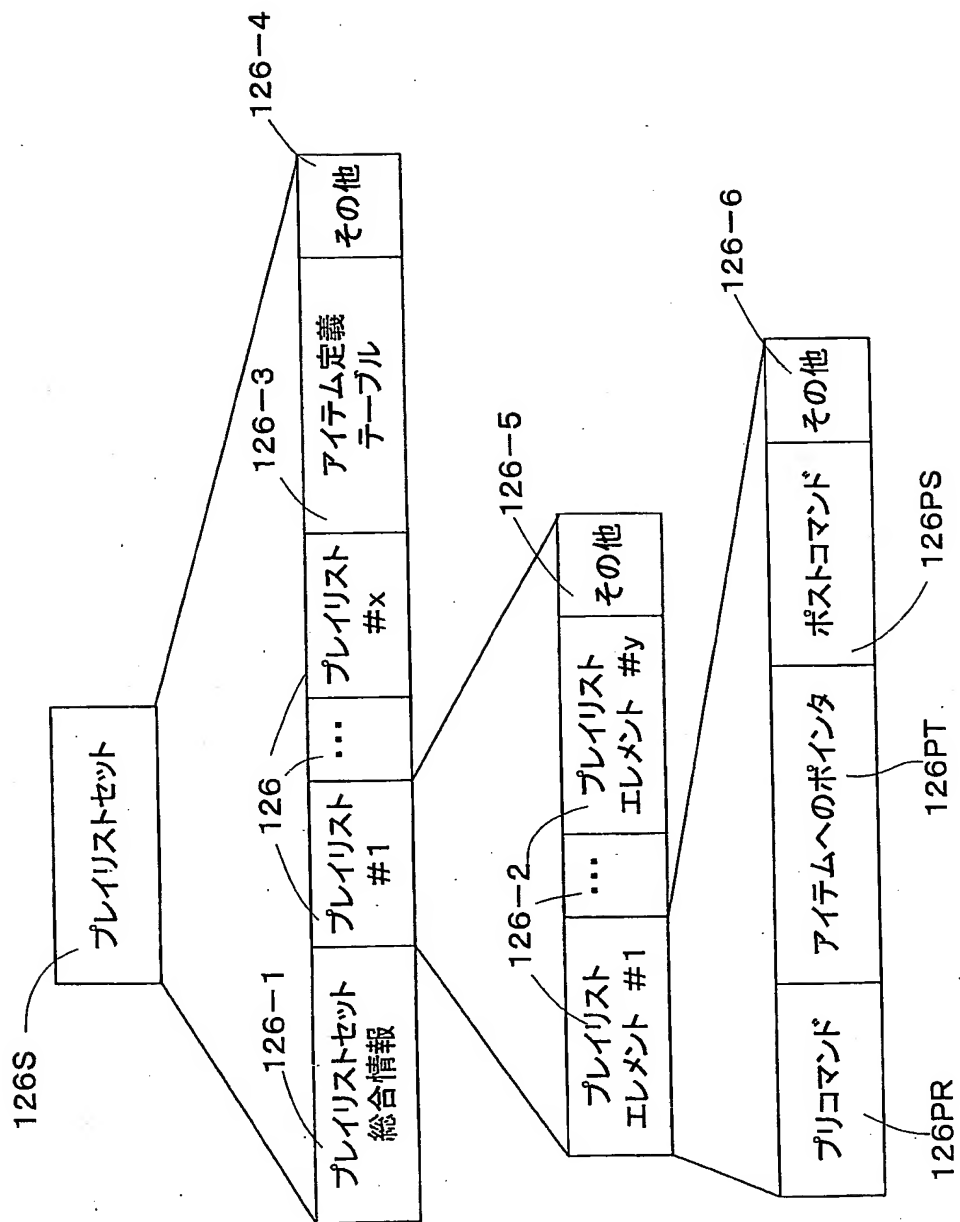 126S
プレイリストセット
126-1
126
126-3
126-4
プレイリストセット
総合情報
プレイリスト
#1
･･･
プレイリスト
#x
アイテム定義
テーブル
その他
126-2
126-5
プレイリスト
エレメント #1
･･･
プレイリスト
エレメント #y
その他
126-6
プリコマンド
アイテムへのポインタ
ポストコマンド
その他
126PR
126PT
126PS